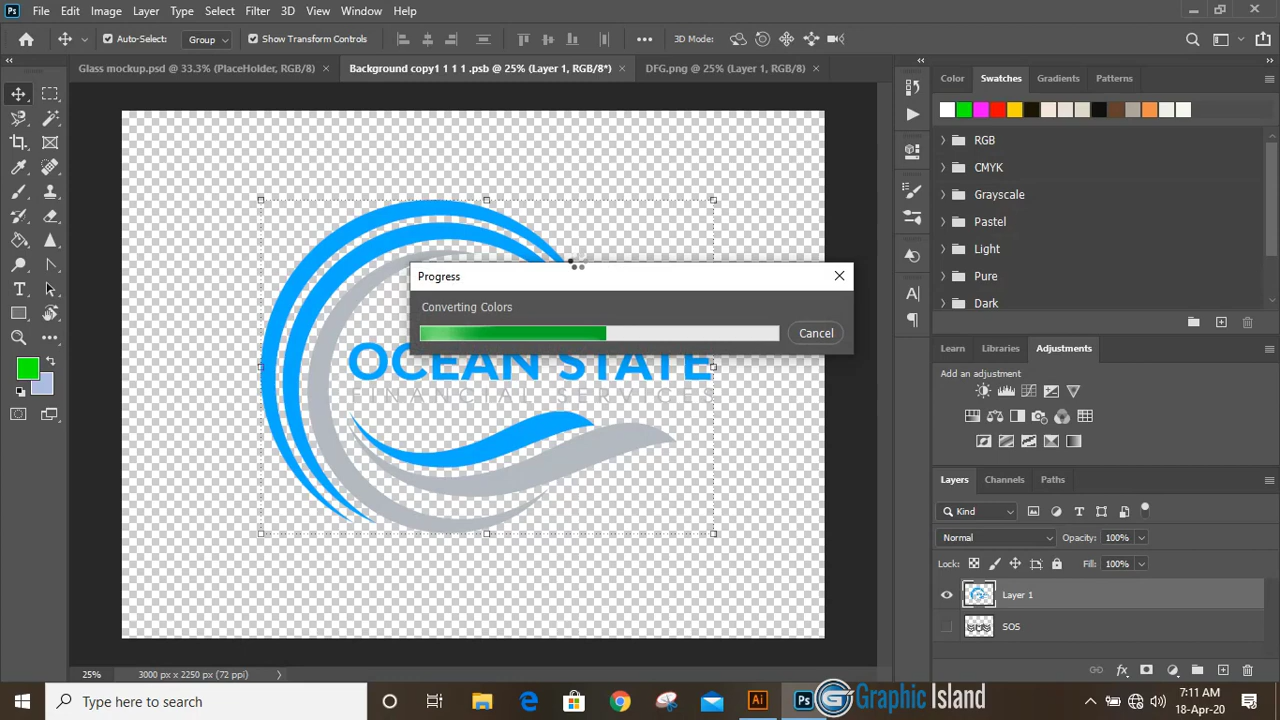 Ps File Edit Image Layer Type Select Filter 3D View Window Help
Auto-Select: Group Show Transform Controls 3D Mode:
Glass mockup.psd @ 33.3% (PlaceHolder, RGB/8) Background copy1 1 1 1 .psb @ 25% (Layer 1, RGB/8*) DFG.png @ 25% (Layer 1, RGB/8)
Color Swatches Gradients Patterns
RGB
CMYK
Grayscale
Pastel
Light
Pure
Dark
Progress
Converting Colors
Cancel
OCEAN STATE
FINANCIAL SERVICES
Learn Libraries Adjustments
Add an adjustment
Layers Channels Paths
Kind
Normal Opacity: 100%
Lock: Fill: 100%
Layer 1
SOS
25% 3000 px x 2250 px (72 ppi)
Type here to search
Ai Ps Graphic Island
7:11 AM
18-Apr-20